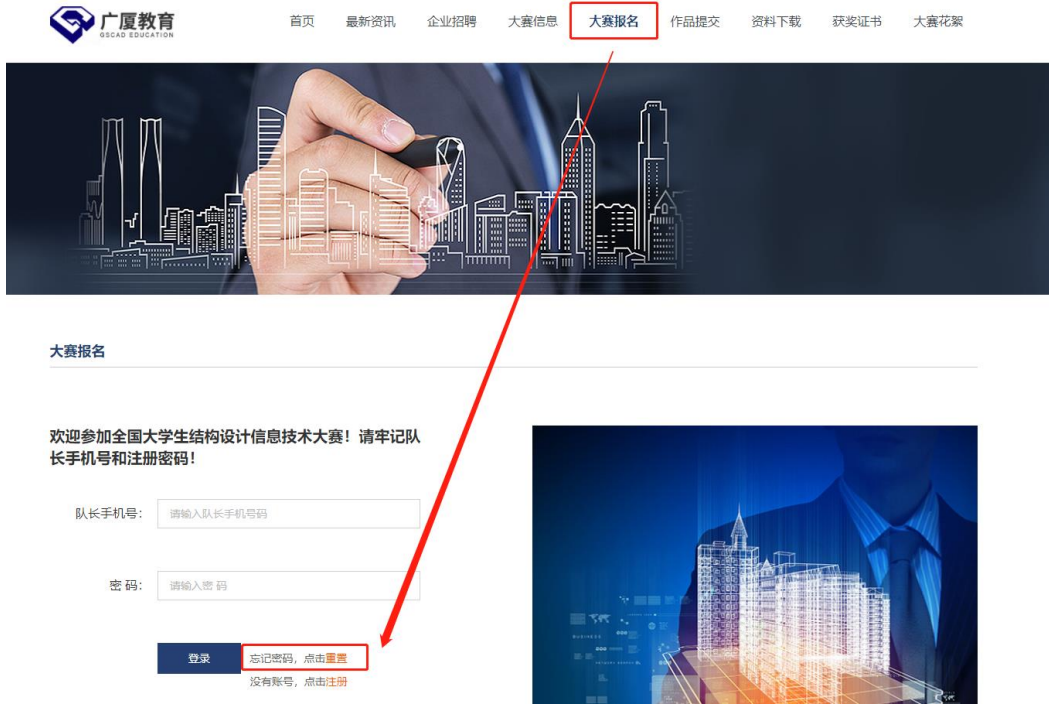 广厦教育
GSCAD EDUCATION
首页 最新资讯 企业招聘 大赛信息 大赛报名 作品提交 资料下载 获奖证书 大赛花絮
大赛报名
欢迎参加全国大学生结构设计信息技术大赛！请牢记队
长手机号和注册密码！
队长手机号： 请输入队长手机号码
密 码： 请输入密 码
登录 忘记密码，点击重置
没有账号，点击注册
BUSINESS